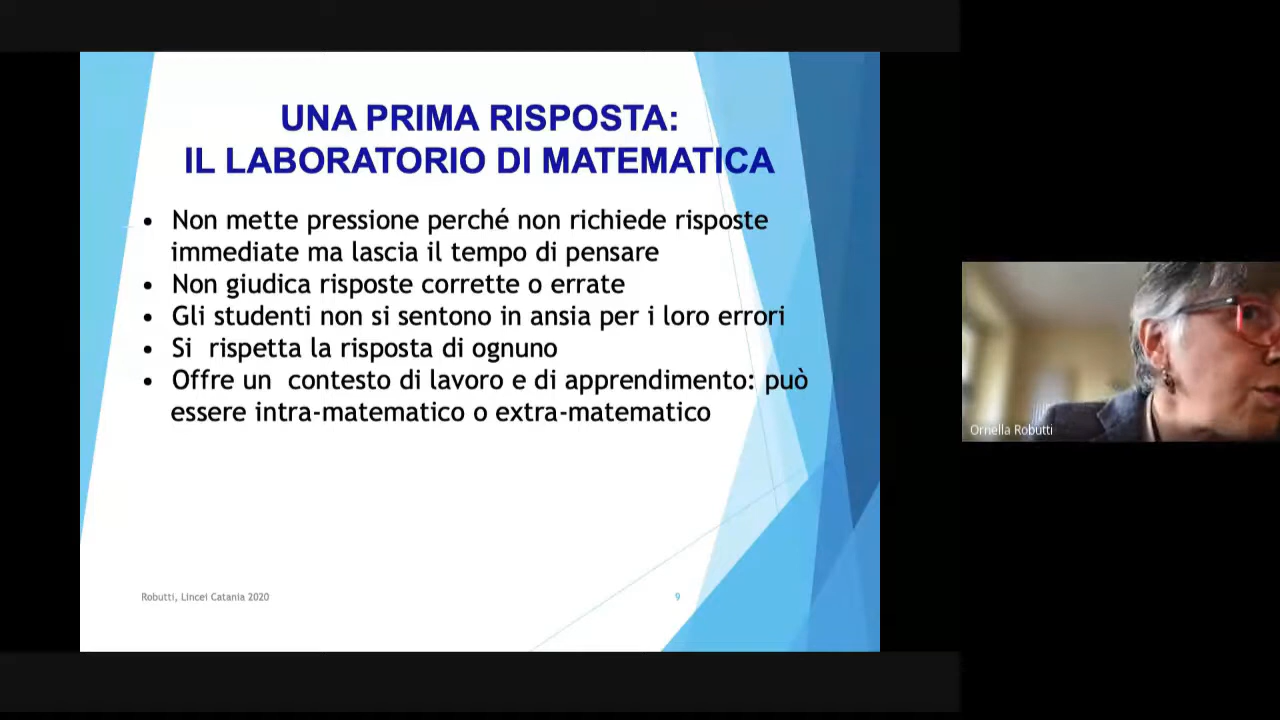 UNA PRIMA RISPOSTA:
IL LABORATORIO DI MATEMATICA
• Non mette pressione perché non richiede risposte
immediate ma lascia il tempo di pensare
• Non giudica risposte corrette o errate
• Gli studenti non si sentono in ansia per i loro errori
• Si rispetta la risposta di ognuno
• Offre un contesto di lavoro e di apprendimento: può
essere intra-matematico o extra-matematico
Robutti, Lincei Catania 2020
9
Ornella Robutti